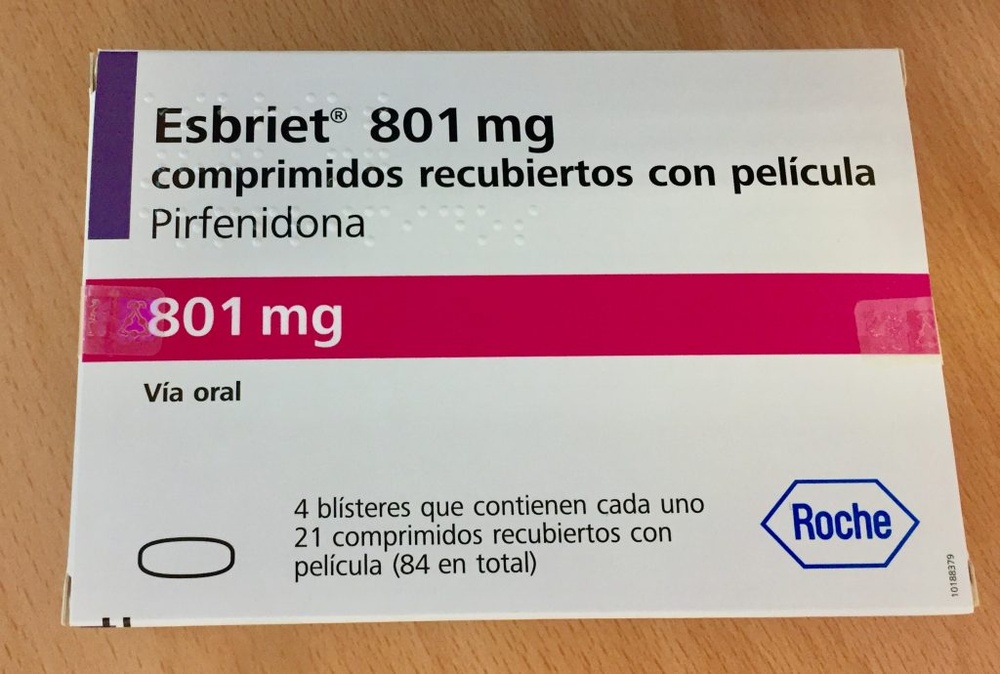 Esbriet® 801 mg
comprimidos recubiertos con película
Pirfenidona
801 mg
Vía oral
4 blísteres que contienen cada uno
21 comprimidos recubiertos con
película (84 en total)
Roche
10188379